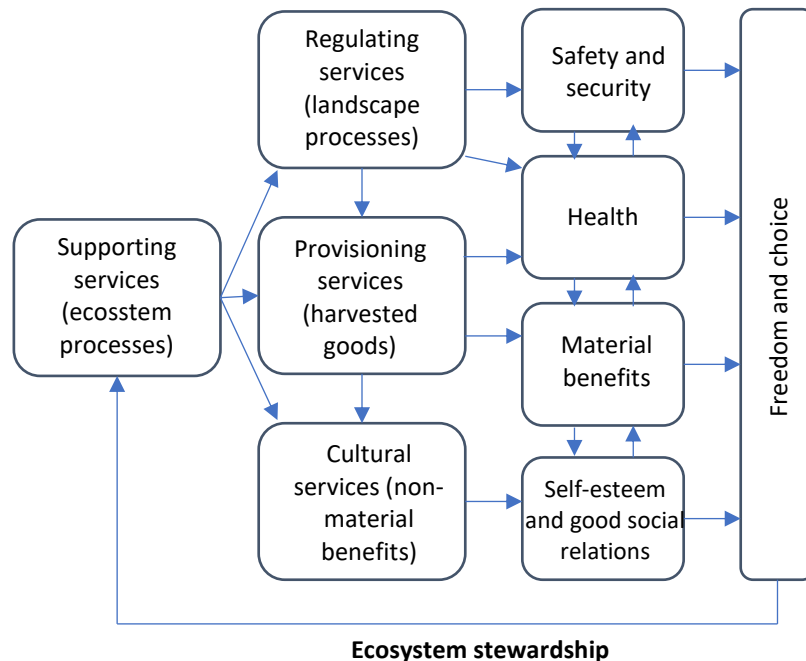 Regulating
services
(landscape
processes)
Safety and
security
Supporting
services
(ecosstem
processes)
Provisioning
services
(harvested
goods)
Health
Material
benefits
Cultural
services (non-
material
benefits)
Self-esteem
and good social
relations
Freedom and choice
Ecosystem stewardship